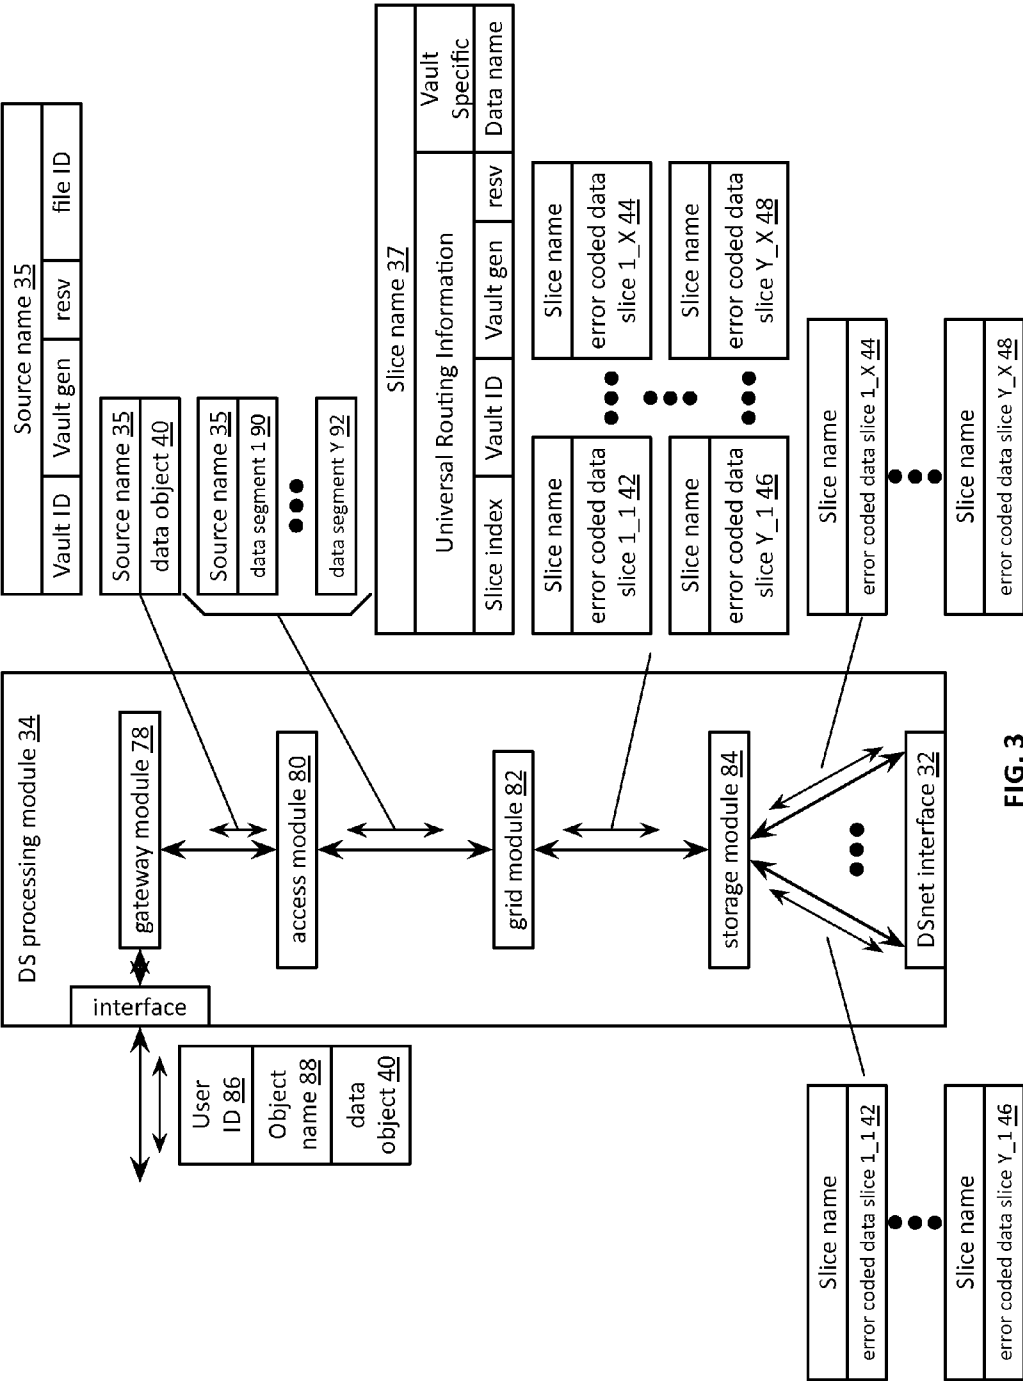 DS processing module 34
interface
gateway module 78
access module 80
grid module 82
storage module 84
DSnet interface 32
User
ID 86
Object
name 88
data
object 40
Source name 35
Vault ID
Vault gen
resv
file ID
Source name 35
data object 40
Source name 35
data segment 1 90
data segment Y 92
Slice name 37
Universal Routing Information
Vault
Specific
Slice index
Vault ID
Vault gen
resv
Data name
Slice name
error coded data
slice 1_1 42
Slice name
error coded data
slice 1_X 44
Slice name
error coded data
slice Y_1 46
Slice name
error coded data
slice Y_X 48
Slice name
error coded data slice 1_1 42
Slice name
error coded data slice Y_1 46
Slice name
error coded data slice 1_X 44
Slice name
error coded data slice Y_X 48
FIG. 3